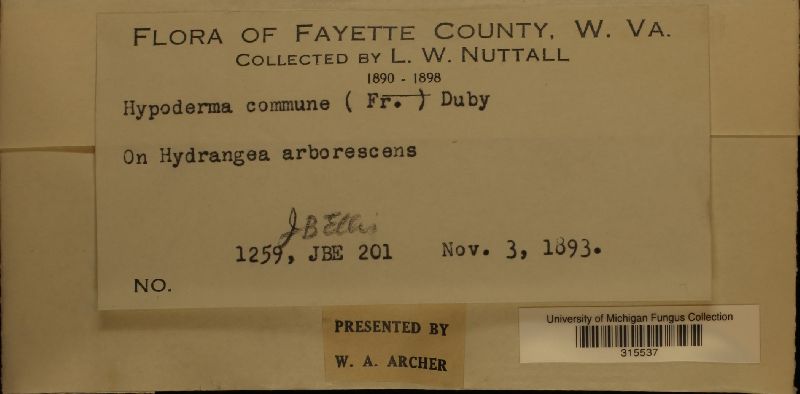 FLORA OF FAYETTE COUNTY, W. VA.
COLLECTED BY L. W. NUTTALL
1890 - 1898
Hypoderma commune ( Fr. ) Duby
On Hydrangea arborescens
J B Ellis
1259, JBE 201 Nov. 3, 1893.
NO.
PRESENTED BY
W. A. ARCHER
University of Michigan Fungus Collection
315537